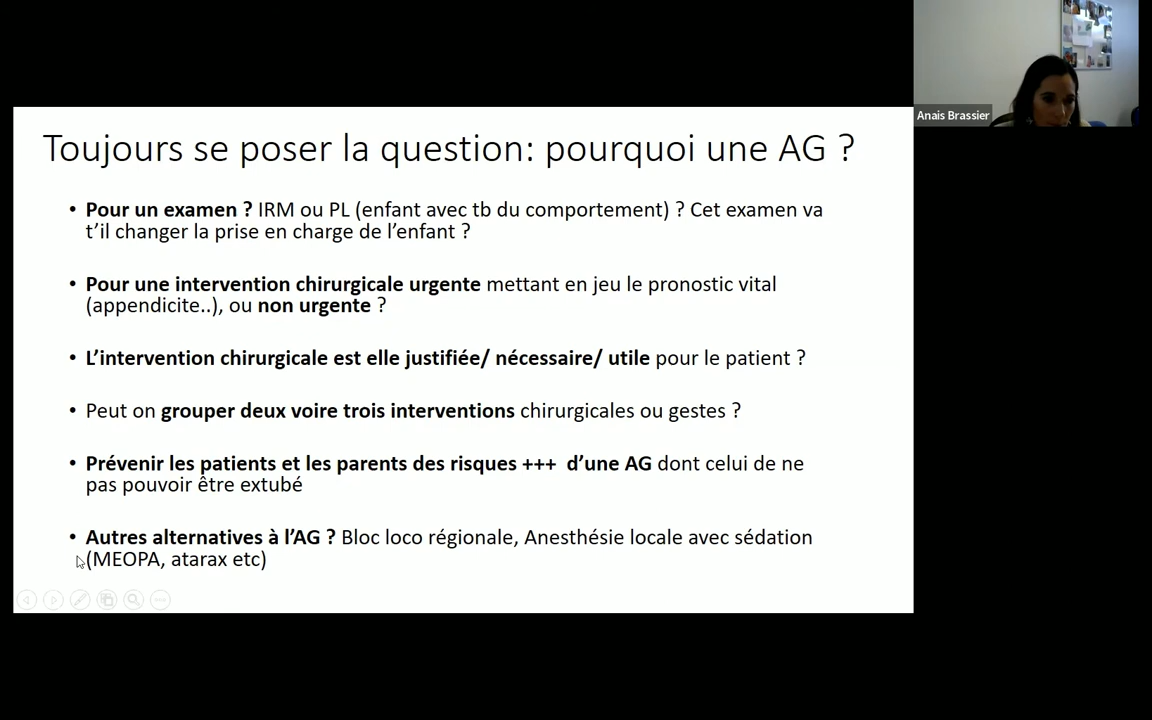 Anais Brassier
Toujours se poser la question: pourquoi une AG ?
• Pour un examen ? IRM ou PL (enfant avec tb du comportement) ? Cet examen va
t’il changer la prise en charge de l’enfant ?
• Pour une intervention chirurgicale urgente mettant en jeu le pronostic vital
(appendicite..), ou non urgente ?
• L’intervention chirurgicale est elle justifiée/ nécessaire/ utile pour le patient ?
• Peut on grouper deux voire trois interventions chirurgicales ou gestes ?
• Prévenir les patients et les parents des risques +++  d’une AG dont celui de ne
pas pouvoir être extubé
• Autres alternatives à l’AG ? Bloc loco régionale, Anesthésie locale avec sédation
(MEOPA, atarax etc)